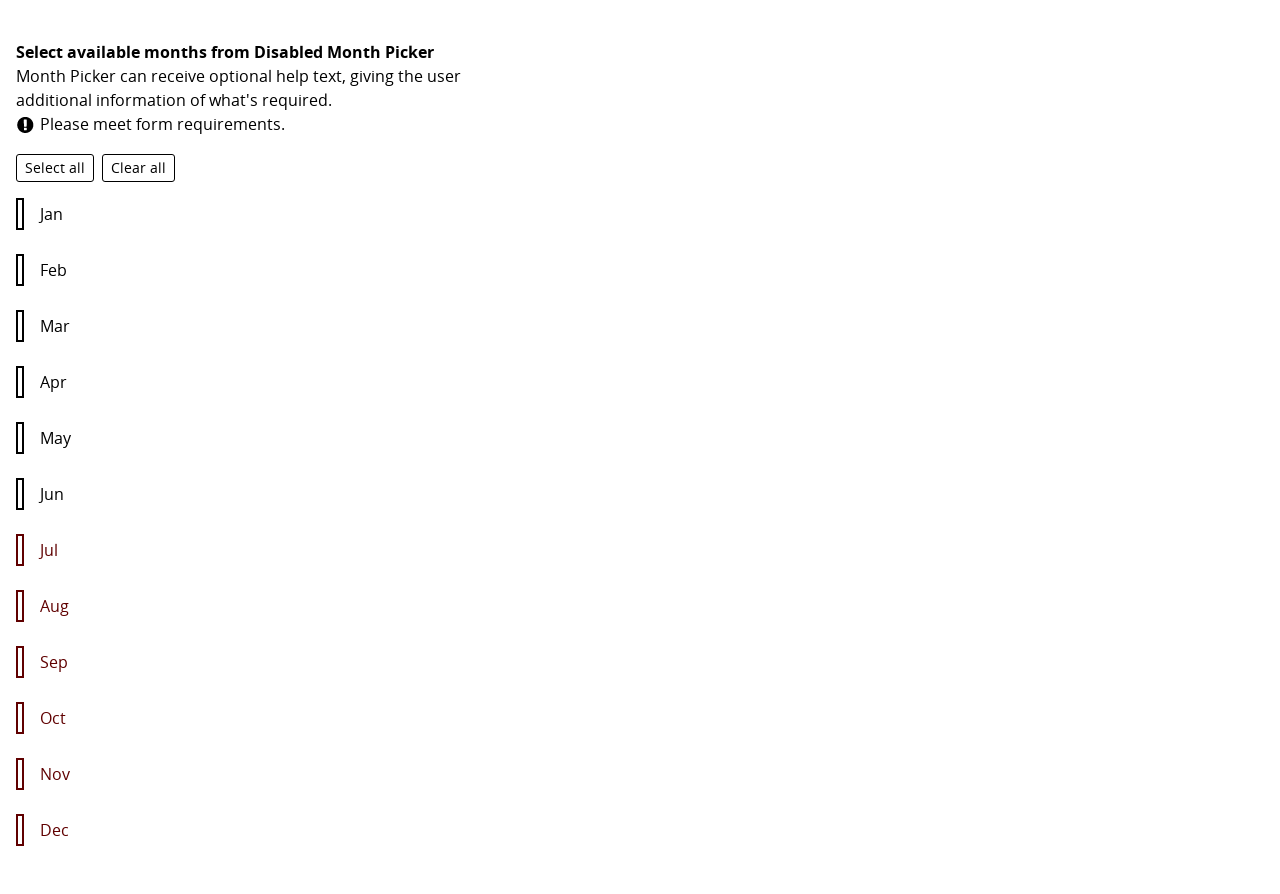 Select available months from Disabled Month Picker
Month Picker can receive optional help text, giving the user
additional information of what's required.
Please meet form requirements.
Select all Clear all
Jan
Feb
Mar
Apr
May
Jun
Jul
Aug
Sep
Oct
Nov
Dec